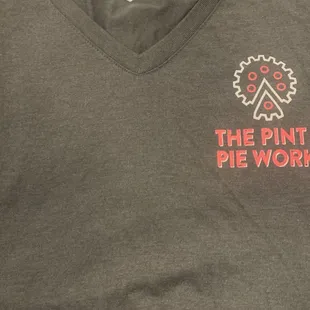 THE PINT
PIE WORK